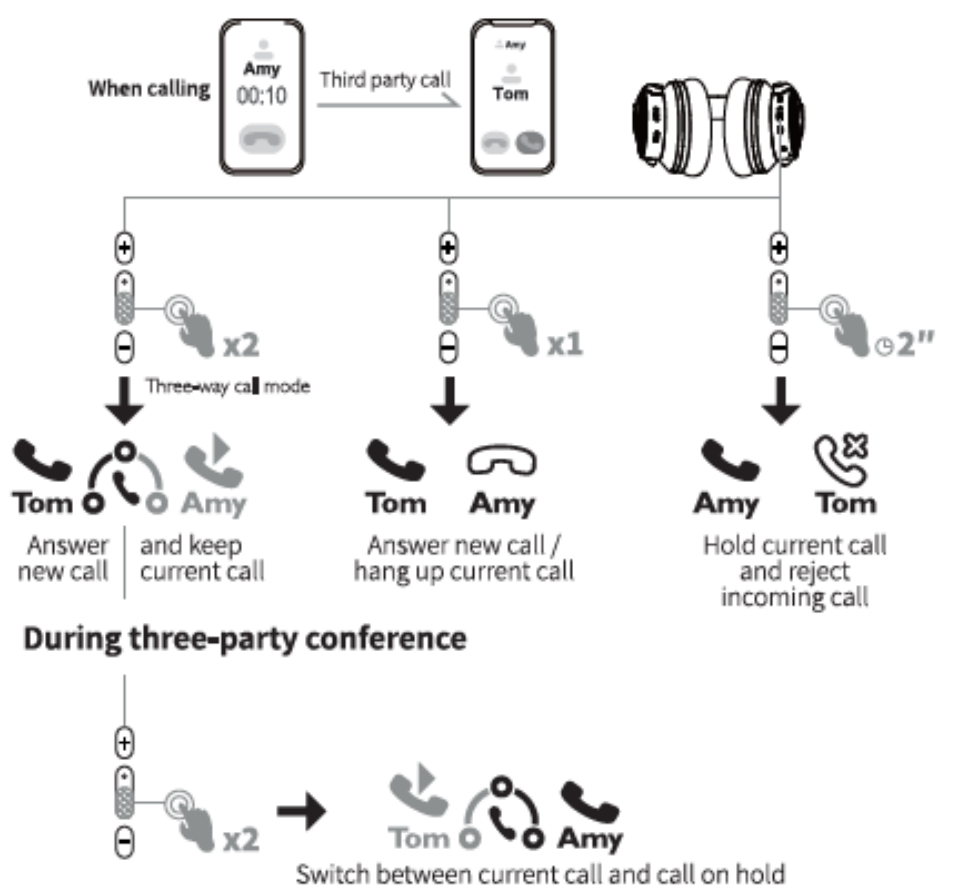 When calling
Amy
00:10
Third party call
Amy
Tom
x2
x1
2"
Three-way call mode
Tom
Amy
Tom
Amy
Amy
Tom
Answer
new call
and keep
current call
Answer new call /
hang up current call
Hold current call
and reject
incoming call
During three-party conference
x2
Tom
Amy
Switch between current call and call on hold